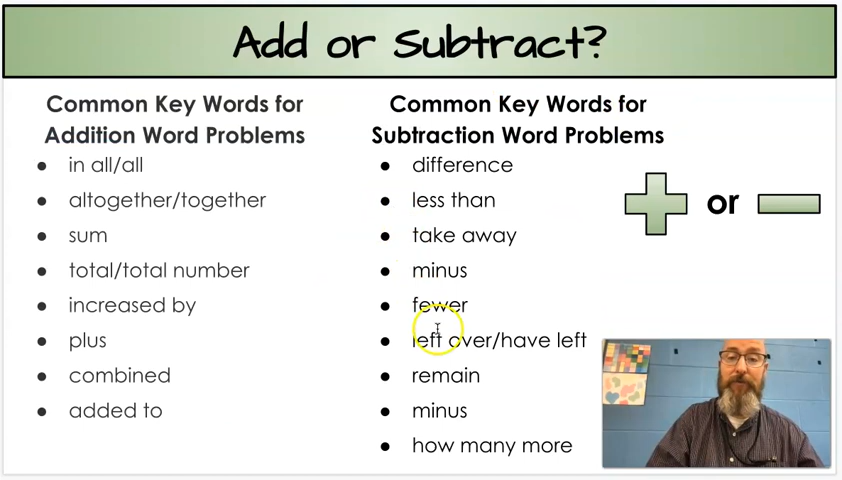 Add or Subtract?
Common Key Words for
Addition Word Problems
● in all/all
● altogether/together
● sum
● total/total number
● increased by
● plus
● combined
● added to
Common Key Words for
Subtraction Word Problems
● difference
● less than
● take away
● minus
● fewer
● left over/have left
● remain
● minus
● how many more
or